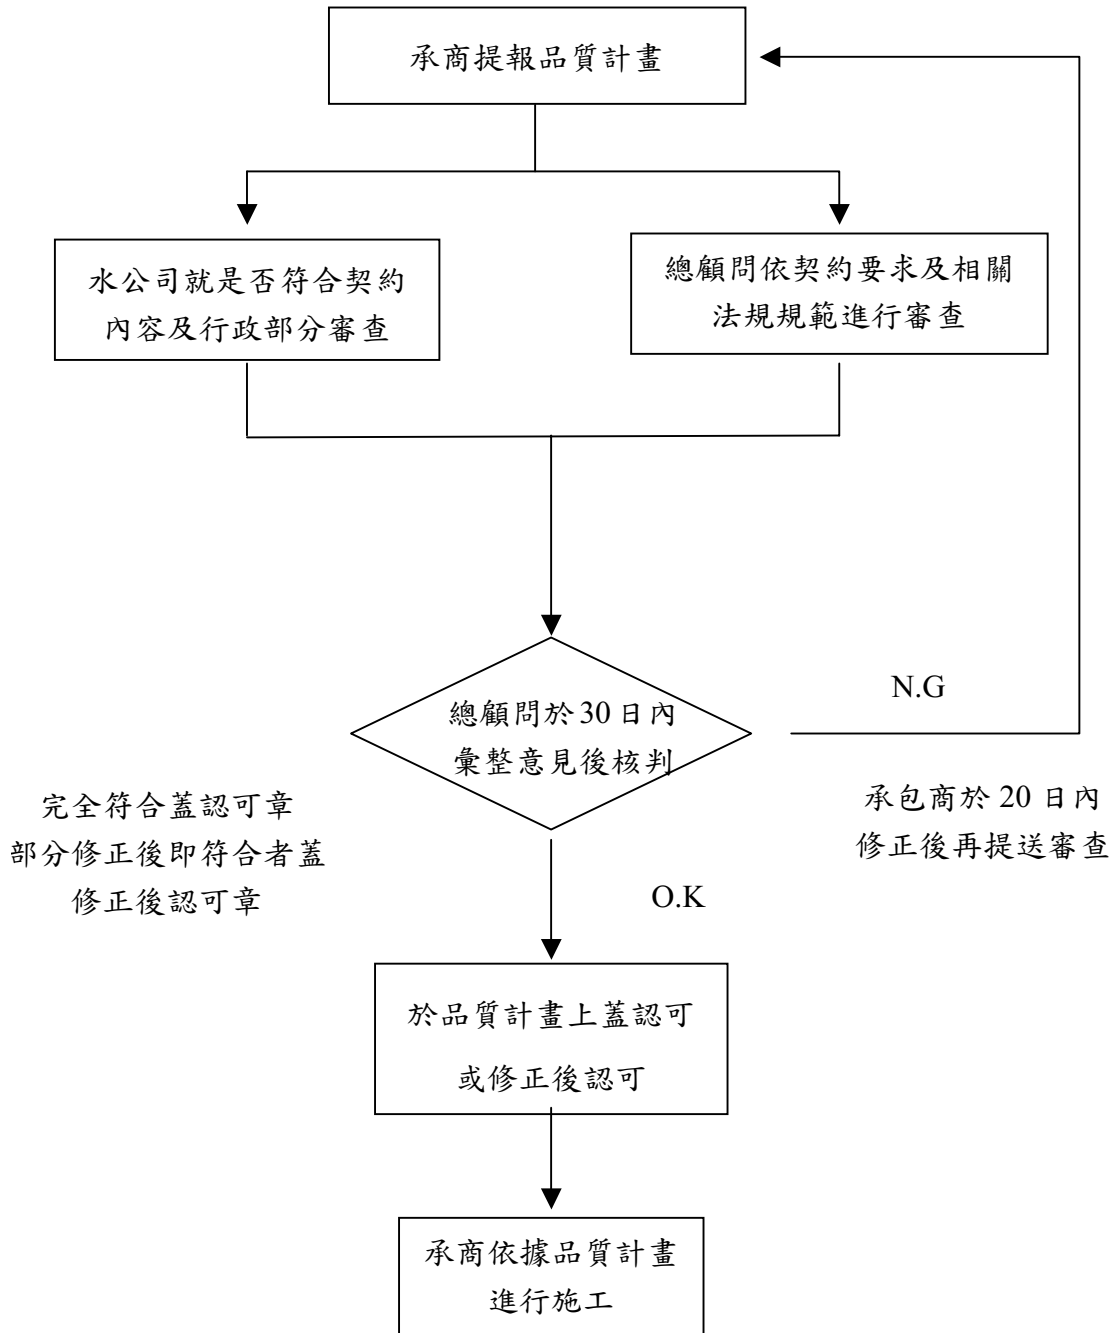 承商提報品質計畫
水公司就是否符合契約
內容及行政部分審查
總顧問依契約要求及相關
法規規範進行審查
總顧問於30日內
彙整意見後核判
N.G
承包商於 20 日內
修正後再提送審查
完全符合蓋認可章
部分修正後即符合者蓋
修正後認可章
O.K
於品質計畫上蓋認可
或修正後認可
承商依據品質計畫
進行施工